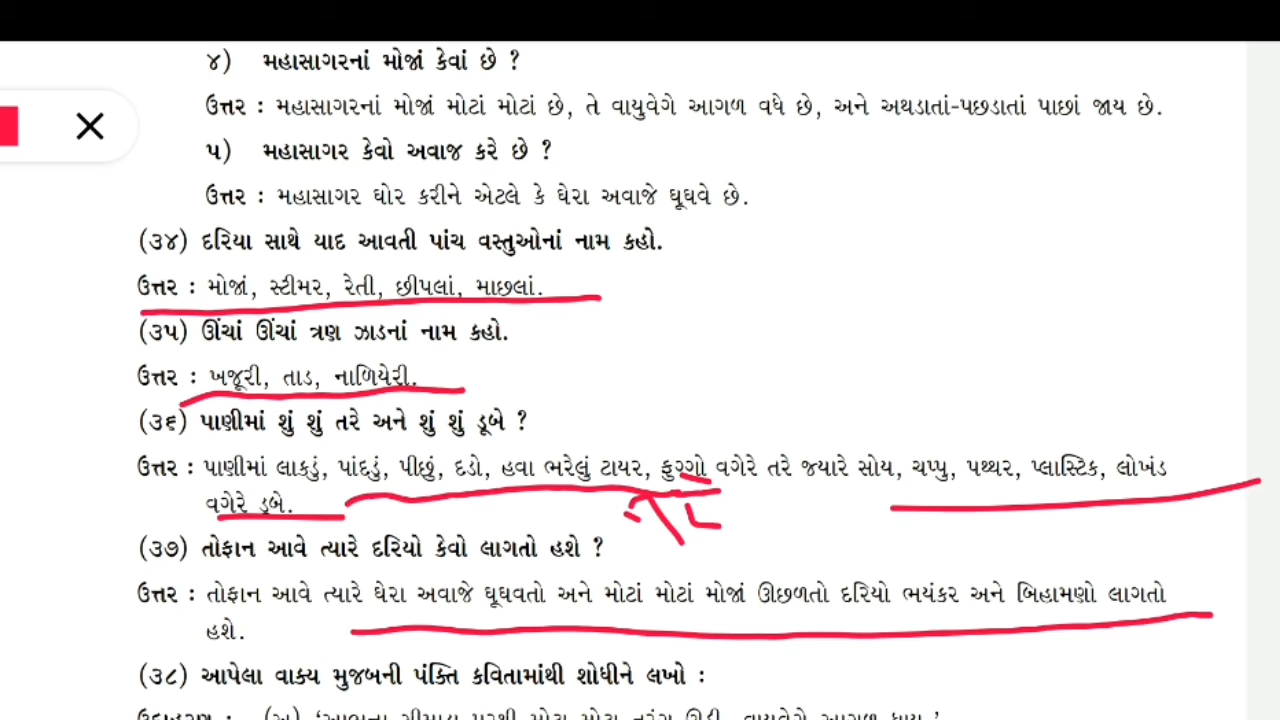 ૪) મહાસાગરનાં મોજાં કેવાં છે ?
ઉત્તર : મહાસાગરનાં મોજાં મોટાં મોટાં છે, તે વાયુવેગે આગળ વધે છે, અને અથડાતાં-પછડાતાં પાછાં જાય છે.
૫) મહાસાગર કેવો અવાજ કરે છે ?
ઉત્તર : મહાસાગર ઘોર કરીને એટલે કે ઘેરા અવાજે ઘૂઘવે છે.
(૩૪) દરિયા સાથે યાદ આવતી પાંચ વસ્તુઓનાં નામ કહો.
ઉત્તર : મોજાં, સ્ટીમર, રેતી, છીપલાં, માછલાં.
(૩૫) ઊંચાં ઊંચાં ત્રણ ઝાડનાં નામ કહો.
ઉત્તર : ખજૂરી, તાડ, નાળિયેરી.
(૩૬) પાણીમાં શું શું તરે અને શું શું ડૂબે ?
ઉત્તર : પાણીમાં લાકડું, પાંદડું, પીછું, દડો, હવા ભરેલું ટાયર, ફુગ્ગો વગેરે તરે જ્યારે સોય, ચપ્પુ, પથ્થર, પ્લાસ્ટિક, લોખંડ
વગેરે ડૂબે.
(૩૭) તોફાન આવે ત્યારે દરિયો કેવો લાગતો હશે ?
ઉત્તર : તોફાન આવે ત્યારે ઘેરા અવાજે ઘૂઘવતો અને મોટાં મોટાં મોજાં ઊછળતો દરિયો ભયંકર અને બિહામણો લાગતો
હશે.
(૩૮) આપેલા વાક્ય મુજબની પંક્તિ કવિતામાંથી શોધીને લખો :